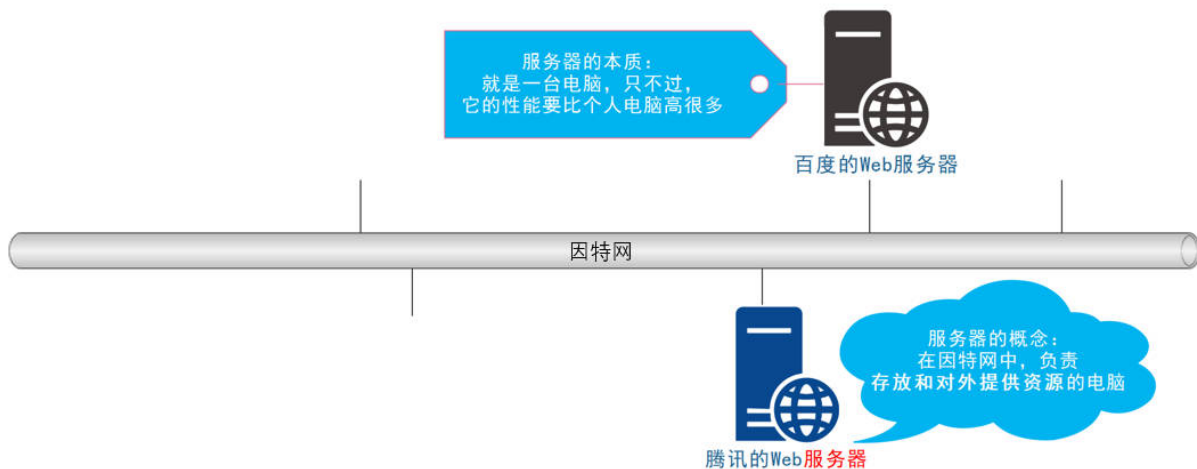 服务器的本质：
就是一台电脑，只不过，
它的性能要比个人电脑高很多
百度的Web服务器
因特网
服务器的概念：
在因特网中，负责
存放和对外提供资源的电脑
腾讯的Web服务器